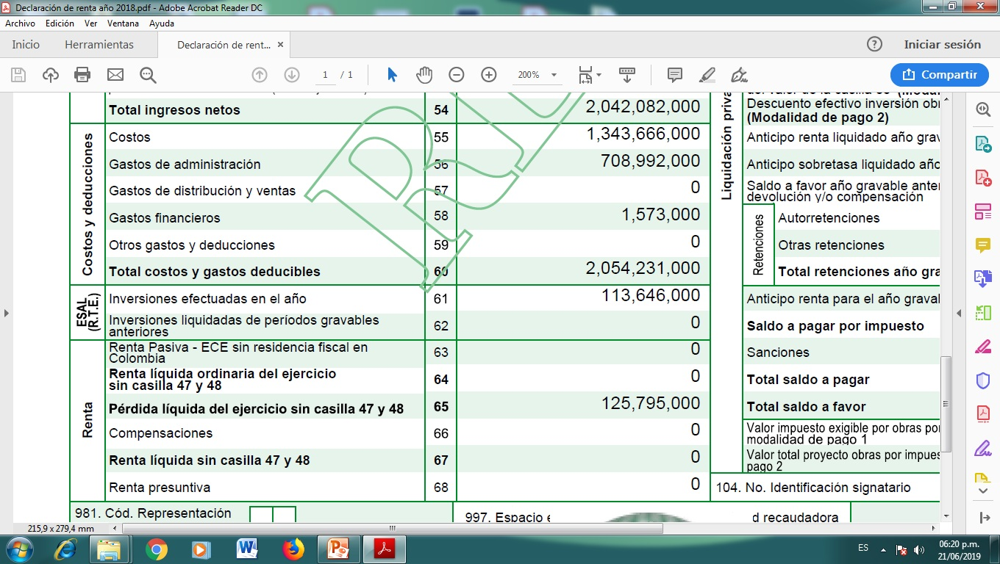 Declaración de renta año 2018.pdf - Adobe Acrobat Reader DC
Archivo Edición Ver Ventana Ayuda
Inicio Herramientas Declaración de rent... × Iniciar sesión
1 / 1 200% Compartir
Total ingresos netos 54 2,042,082,000
Costos y deducciones
Costos 55 1,343,666,000
Gastos de administración 56 708,992,000
Gastos de distribución y ventas 57 0
Gastos financieros 58 1,573,000
Otros gastos y deducciones 59 0
Total costos y gastos deducibles 60 2,054,231,000
ESAL
(R.T.E.)
Inversiones efectuadas en el año 61 113,646,000
Inversiones liquidadas de períodos gravables
anteriores 62 0
Renta
Renta Pasiva - ECE sin residencia fiscal en
Colombia 63 0
Renta líquida ordinaria del ejercicio
sin casilla 47 y 48 64 0
Pérdida líquida del ejercicio sin casilla 47 y 48 65 125,795,000
Compensaciones 66 0
Renta líquida sin casilla 47 y 48 67 0
Renta presuntiva 68 0
981. Cód. Representación
Liquidación priva
Descuento efectivo inversión obr
(Modalidad de pago 2)
Anticipo renta liquidado año grav
Anticipo sobretasa liquidado año
Saldo a favor año gravable ante
devolución y/o compensación
Retenciones
Autorretenciones
Otras retenciones
Total retenciones año gra
Anticipo renta para el año graval
Saldo a pagar por impuesto
Sanciones
Total saldo a pagar
Total saldo a favor
Valor impuesto exigible por obras por
modalidad de pago 1
Valor total proyecto obras por impues
pago 2
104. No. Identificación signatario
997. Espacio e
d recaudadora
215,9 x 279,4 mm
ES 06:20 p.m.
21/06/2019